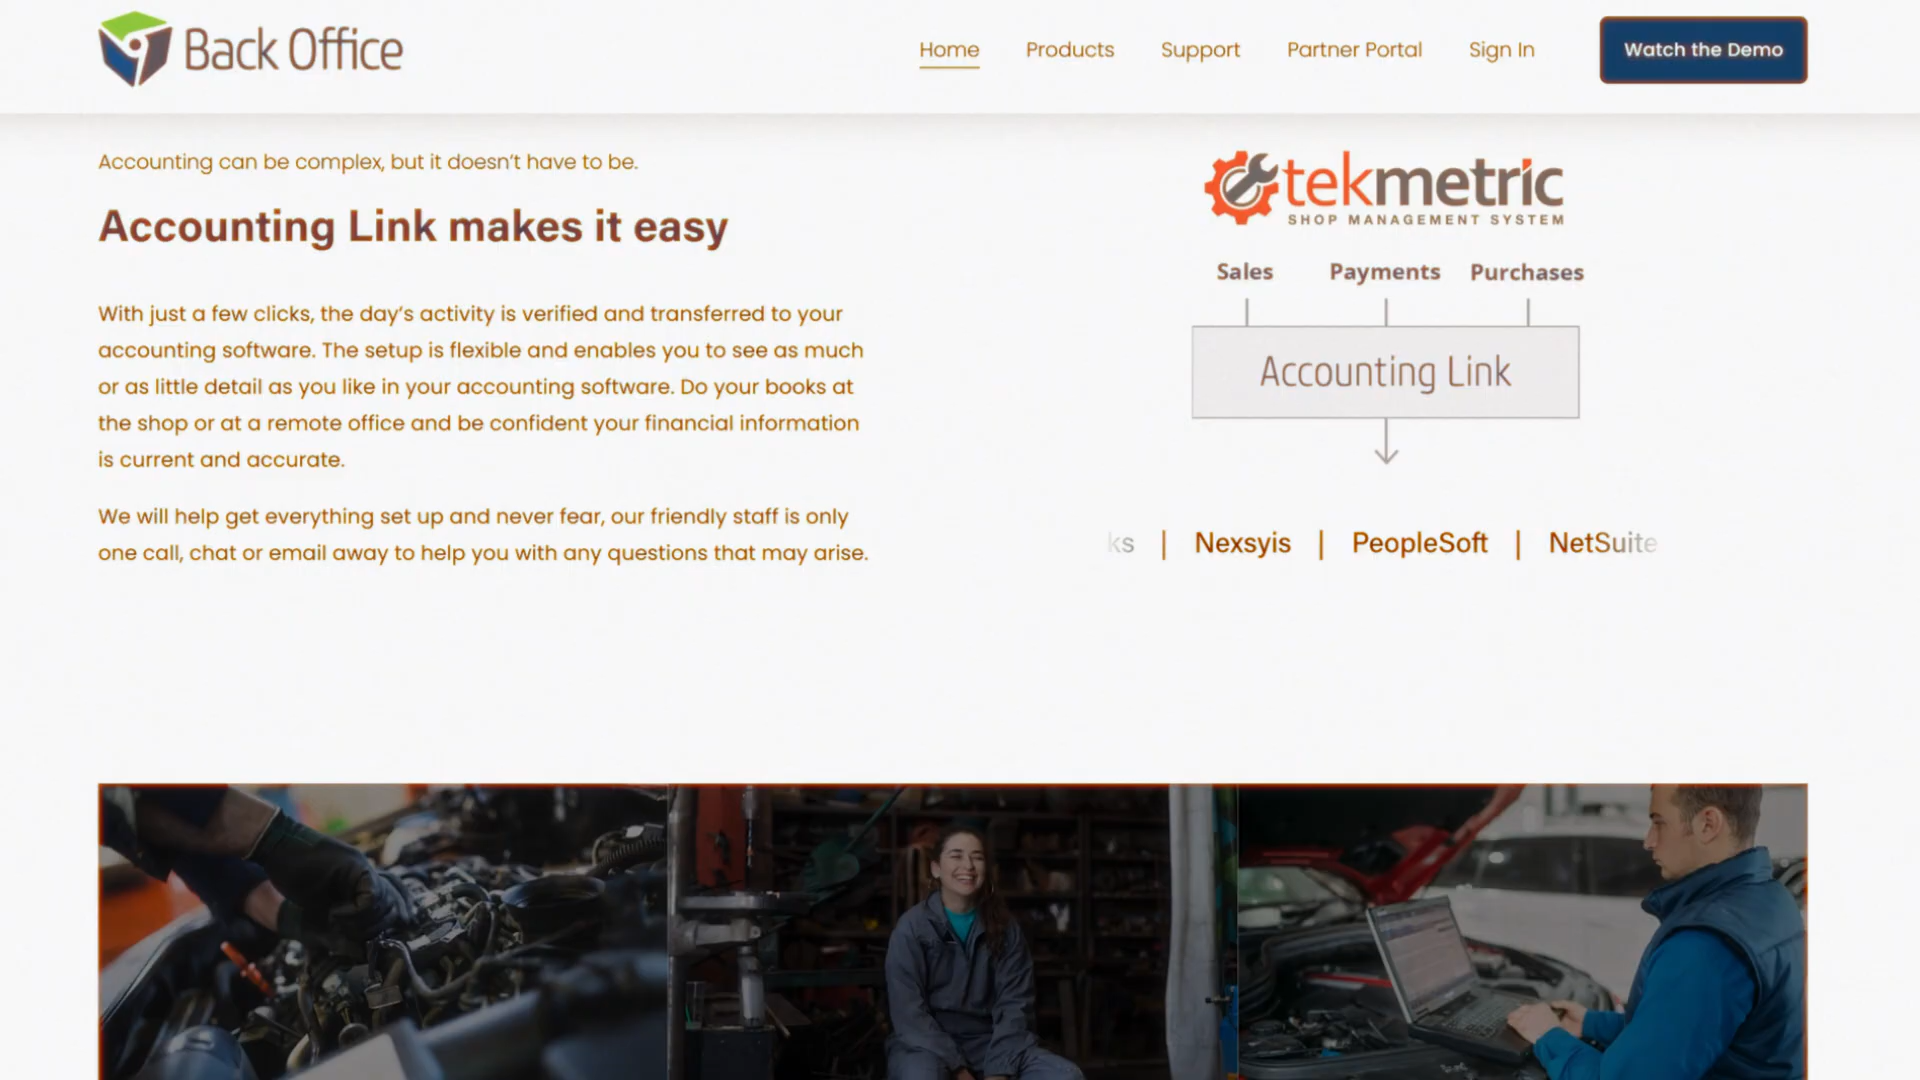 Back Office
Home
Products
Support
Partner Portal
Sign In
Watch the Demo
Accounting can be complex, but it doesn’t have to be.
Accounting Link makes it easy
With just a few clicks, the day’s activity is verified and transferred to your
accounting software. The setup is flexible and enables you to see as much
or as little detail as you like in your accounting software. Do your books at
the shop or at a remote office and be confident your financial information
is current and accurate.
We will help get everything set up and never fear, our friendly staff is only
one call, chat or email away to help you with any questions that may arise.
tekmetric
SHOP MANAGEMENT SYSTEM
Sales Payments Purchases
Accounting Link
ks | Nexsyis | PeopleSoft | NetSuite